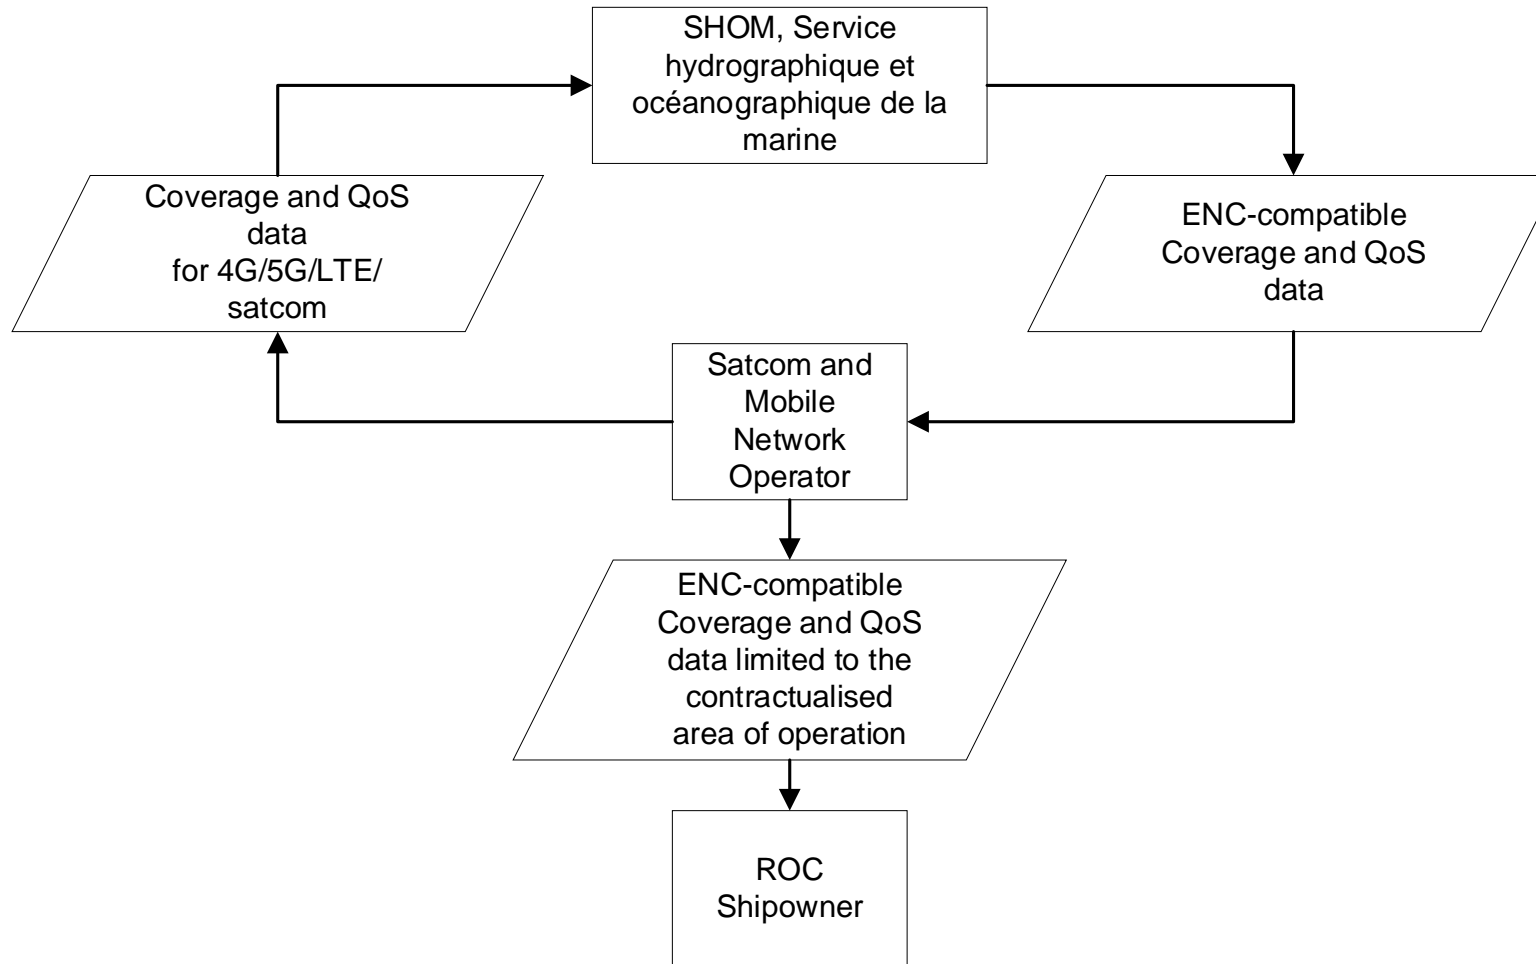 SHOM, Service
hydrographique et
océanographique de la
marine
Coverage and QoS
data
for 4G/5G/LTE/
satcom
ENC-compatible
Coverage and QoS
data
Satcom and
Mobile
Network
Operator
ENC-compatible
Coverage and QoS
data limited to the
contractualised
area of operation
ROC
Shipowner